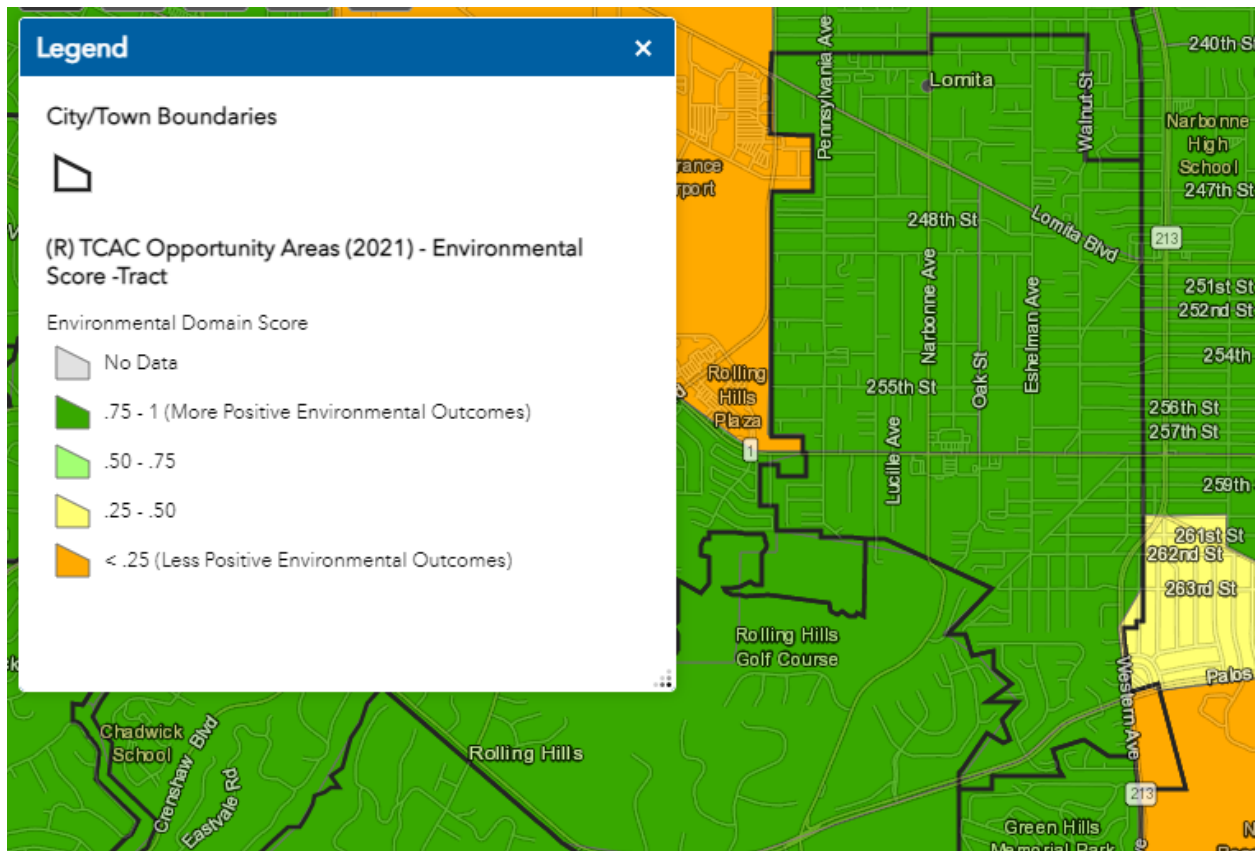 Legend
×
City/Town Boundaries
(R) TCAC Opportunity Areas (2021) - Environmental
Score -Tract
Environmental Domain Score
No Data
.75 - 1 (More Positive Environmental Outcomes)
.50 - .75
.25 - .50
< .25 (Less Positive Environmental Outcomes)
Pennsylvania Ave
Lomita
Walnut St
240th S
Narbonne
High
School
247th St
rance
rport
248th St
Lomita Blvd
213
251st St
252nd St
Narbonne Ave
Eshelman Ave
Oak St
254th
Rolling
Hills
Plaza
255th St
256th St
257th St
1
Lucille Ave
259th
261st St
262nd St
263rd St
Rolling Hills
Golf Course
Western Ave
Palos
Chadwick
School
Crenshaw Blvd
Eastvale Rd
Rolling Hills
213
Green Hills
Memorial Park